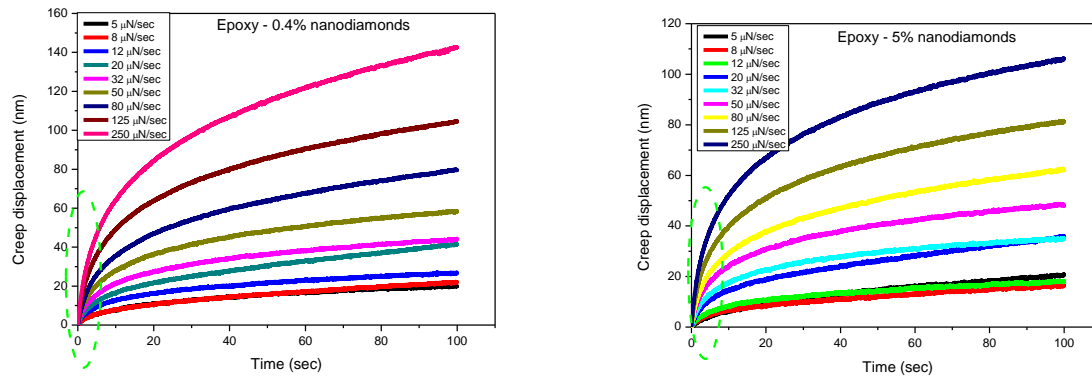 Epoxy - 0.4% nanodiamonds
5 μN/sec
8 μN/sec
12 μN/sec
20 μN/sec
32 μN/sec
50 μN/sec
80 μN/sec
125 μN/sec
250 μN/sec
Creep displacement (nm)
160
140
120
100
80
60
40
20
0
0
20
40
60
80
100
Time (sec)
Epoxy - 5% nanodiamonds
5 μN/sec
8 μN/sec
12 μN/sec
20 μN/sec
32 μN/sec
50 μN/sec
80 μN/sec
125 μN/sec
250 μN/sec
Creep displacement (nm)
120
100
80
60
40
20
0
0
20
40
60
80
100
Time (sec)